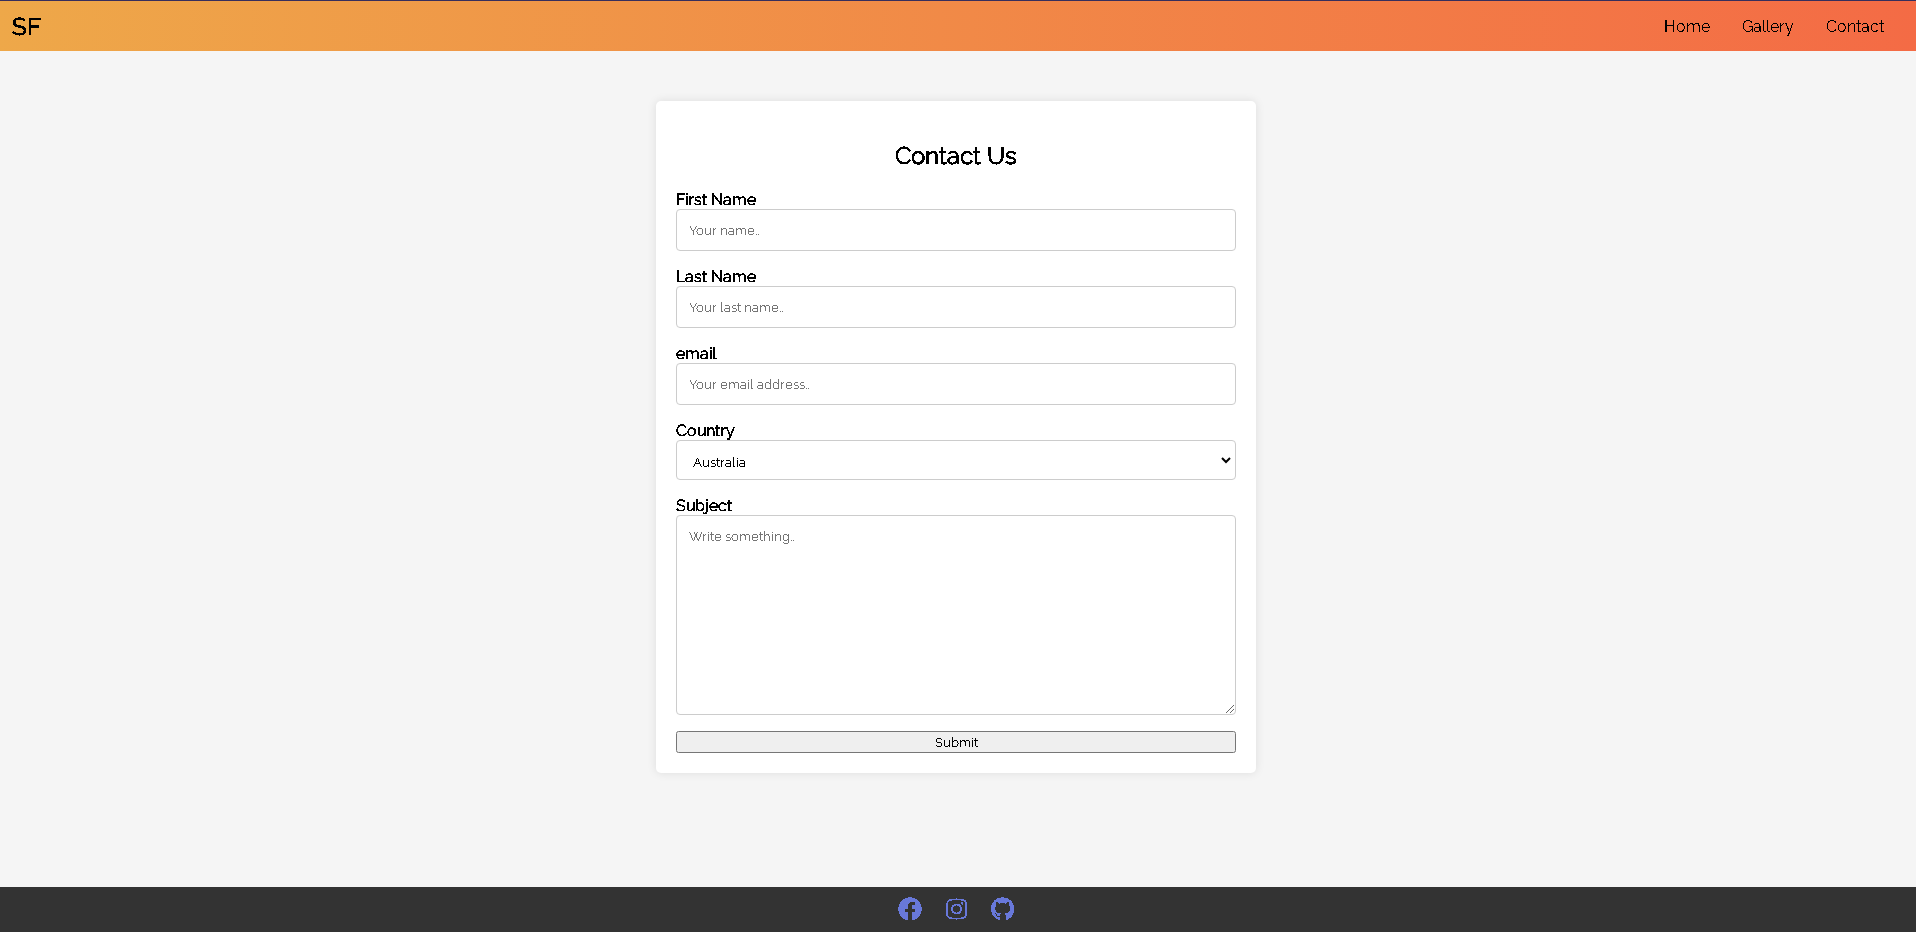 SF
Home Gallery Contact
Contact Us
First Name
Your name..
Last Name
Your last name..
email
Your email address..
Country
Australia
Subject
Write something..
Submit